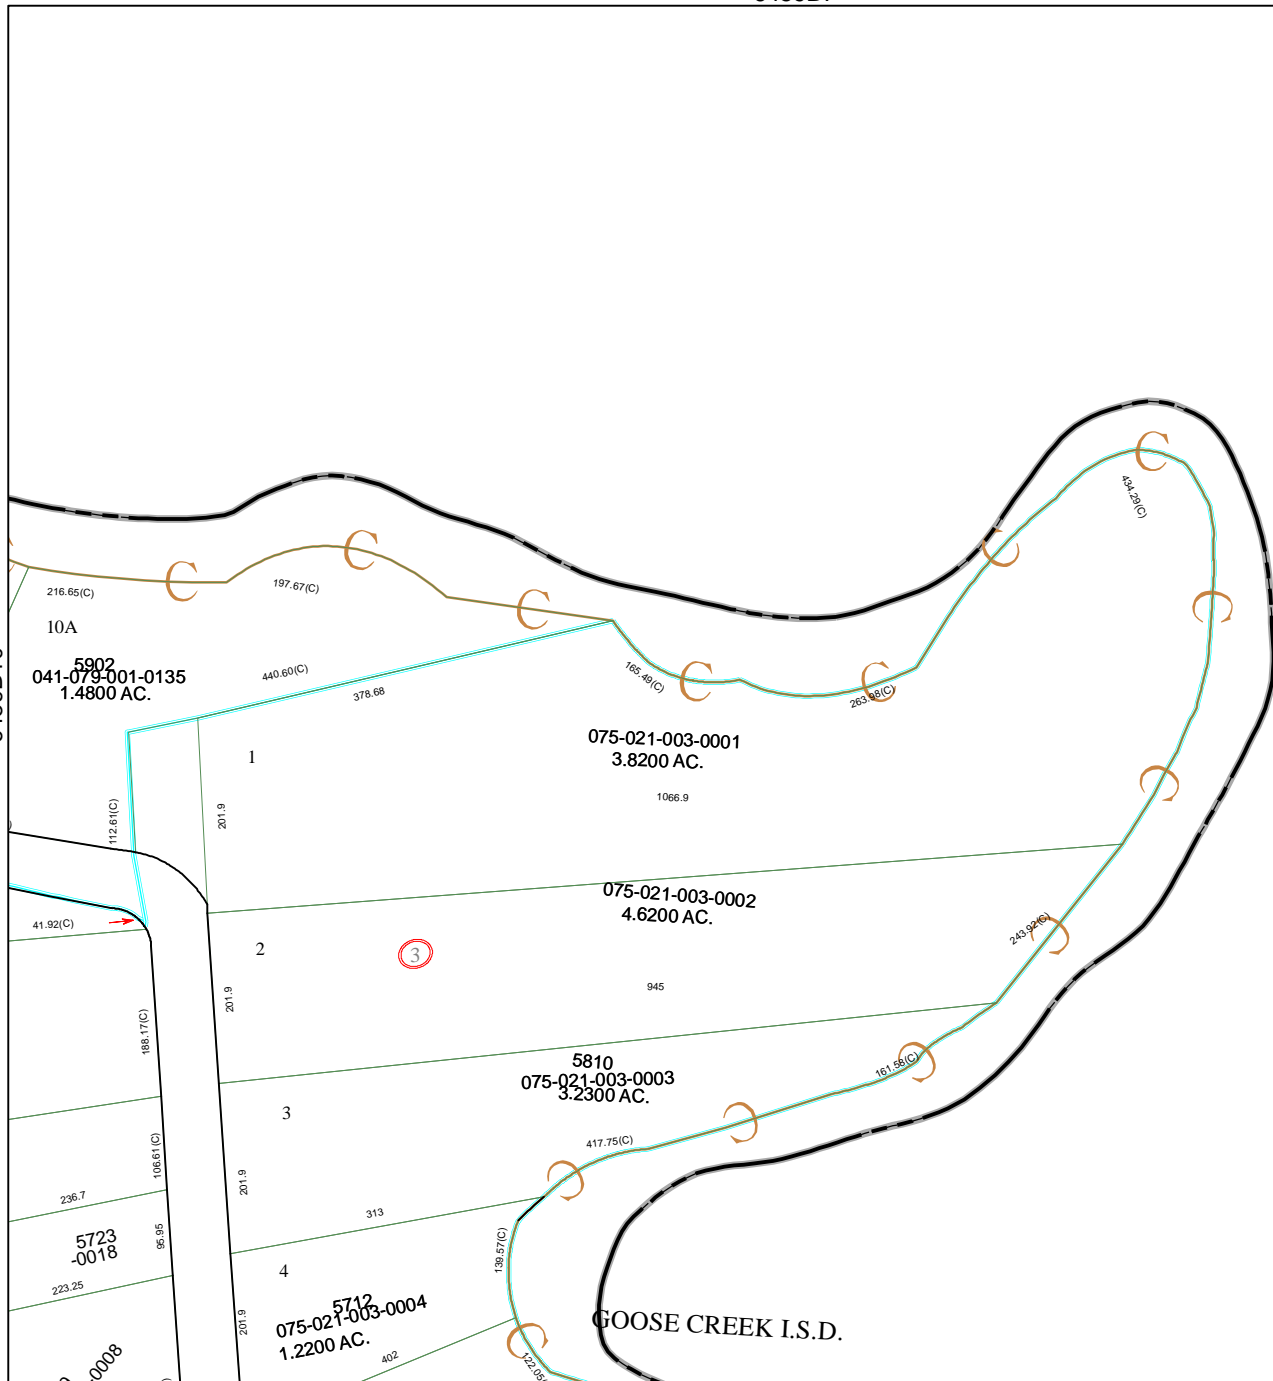 434.29(C)
216.65(C)
197.67(C)
10A
5902
041-079-001-0135
1.4800 AC.
440.60(C)
378.68
165.49(C)
263.98(C)
1
075-021-003-0001
3.8200 AC.
1066.9
112.61(C)
201.9
075-021-003-0002
4.6200 AC.
41.92(C)
2
3
243.92(C)
945
201.9
188.17(C)
5810
075-021-003-0003
3.2300 AC.
161.58(C)
3
417.75(C)
106.61(C)
201.9
236.7
313
5723
-0018
95.95
139.57(C)
4
223.25
5712
075-021-003-0004
1.2200 AC.
201.9
GOOSE CREEK I.S.D.
402
-0008
C
C
C
C
C
C
C
C
C
C
C
C
C
C